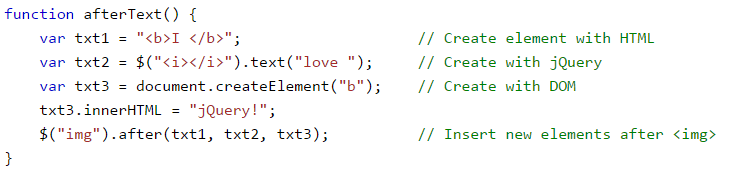 function afterText() {
    var txt1 = "<b>I </b>";                      // Create element with HTML
    var txt2 = $("<i></i>").text("love ");      // Create with jQuery
    var txt3 = document.createElement("b");     // Create with DOM
    txt3.innerHTML = "jQuery!";
    $("img").after(txt1, txt2, txt3);           // Insert new elements after <img>
}